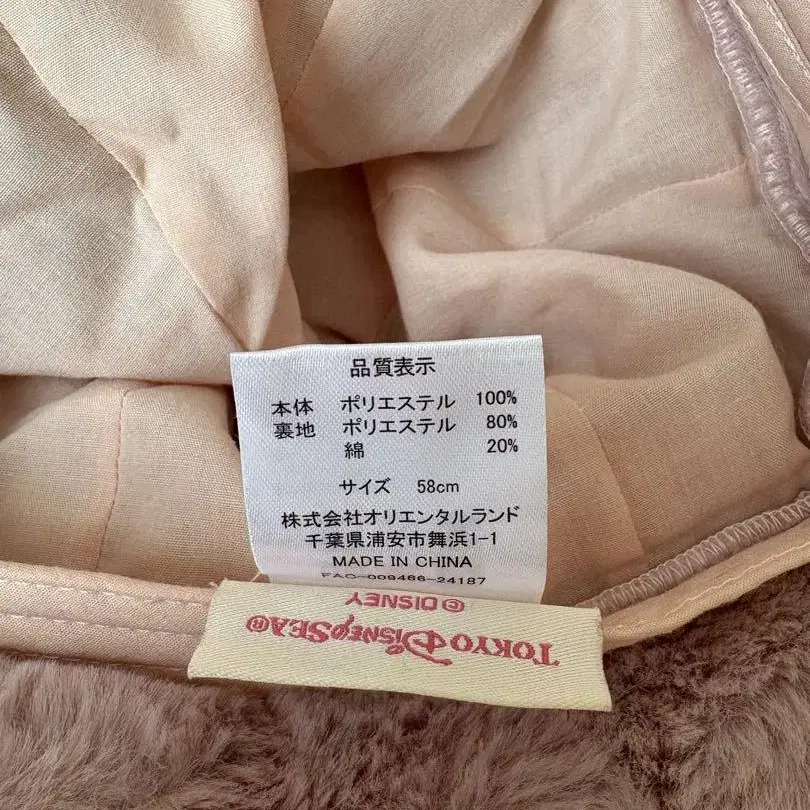 品質表示
本体 ポリエステル 100%
裏地 ポリエステル 80%
綿 20%
サイズ 58cm
株式会社オリエンタルランド
千葉県浦安市舞浜1-1
MADE IN CHINA
FAC-009466-24187
TOKYO DISNEYSEA®
© DISNEY